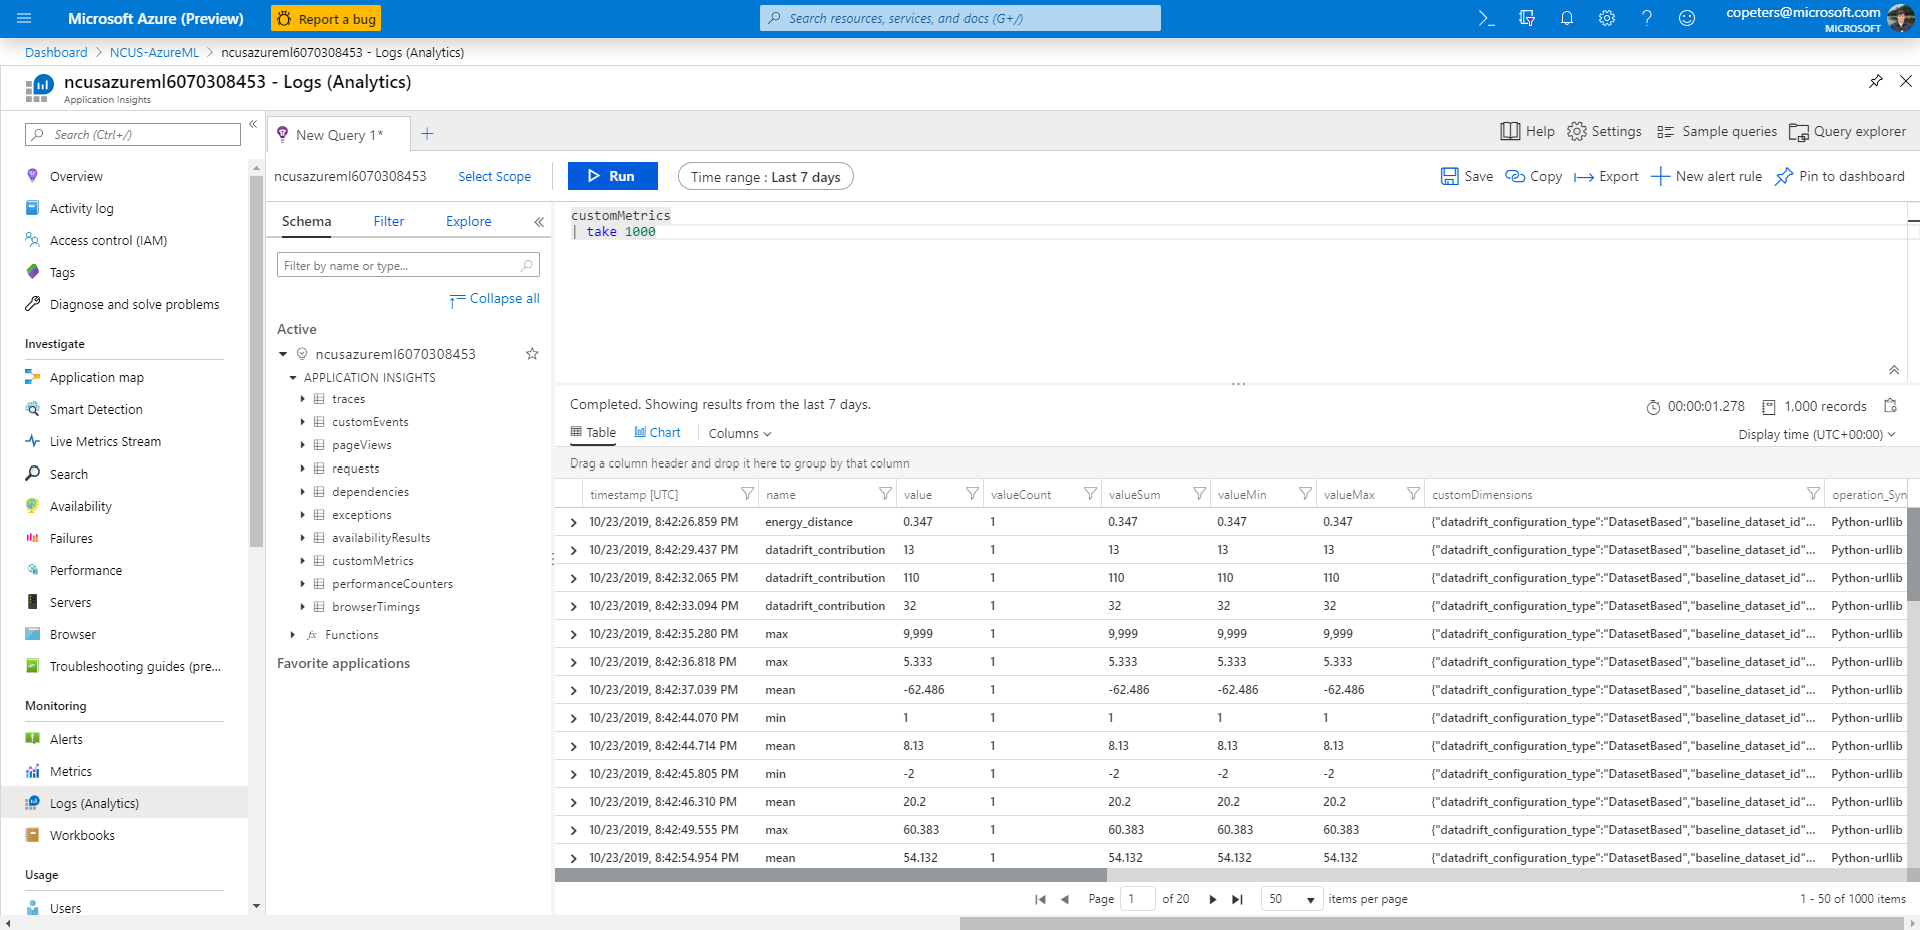 Microsoft Azure (Preview)
Report a bug
Search resources, services, and docs (G+/)
copeters@microsoft.com
MICROSOFT
Dashboard > NCUS-AzureML > ncusazureml6070308453 - Logs (Analytics)
ncusazureml6070308453 - Logs (Analytics)
Application Insights
Search (Ctrl+/)
Overview
Activity log
Access control (IAM)
Tags
Diagnose and solve problems
Investigate
Application map
Smart Detection
Live Metrics Stream
Search
Availability
Failures
Performance
Servers
Browser
Troubleshooting guides (pre...
Monitoring
Alerts
Metrics
Logs (Analytics)
Workbooks
Usage
Users
New Query 1*
Help
Settings
Sample queries
Query explorer
ncusazureml6070308453
Select Scope
Run
Time range : Last 7 days
Save
Copy
Export
New alert rule
Pin to dashboard
Schema
Filter
Explore
Filter by name or type...
Collapse all
Active
ncusazureml6070308453
APPLICATION INSIGHTS
traces
customEvents
pageViews
requests
dependencies
exceptions
availabilityResults
customMetrics
performanceCounters
browserTimings
fx Functions
Favorite applications
customMetrics
| take 1000
Completed. Showing results from the last 7 days.
00:00:01.278
1,000 records
Table
Chart
Columns
Display time (UTC+00:00)
Drag a column header and drop it here to group by that column
timestamp [UTC] name value valueCount valueSum valueMin valueMax customDimensions operation_Syn
10/23/2019, 8:42:26.859 PM energy_distance 0.347 1 0.347 0.347 0.347 {"datadrift_configuration_type":"DatasetBased","baseline_dataset_id"... Python-urllib
10/23/2019, 8:42:29.437 PM datadrift_contribution 13 1 13 13 13 {"datadrift_configuration_type":"DatasetBased","baseline_dataset_id"... Python-urllib
10/23/2019, 8:42:32.065 PM datadrift_contribution 110 1 110 110 110 {"datadrift_configuration_type":"DatasetBased","baseline_dataset_id"... Python-urllib
10/23/2019, 8:42:33.094 PM datadrift_contribution 32 1 32 32 32 {"datadrift_configuration_type":"DatasetBased","baseline_dataset_id"... Python-urllib
10/23/2019, 8:42:35.280 PM max 9,999 1 9,999 9,999 9,999 {"datadrift_configuration_type":"DatasetBased","baseline_dataset_id"... Python-urllib
10/23/2019, 8:42:36.818 PM max 5.333 1 5.333 5.333 5.333 {"datadrift_configuration_type":"DatasetBased","baseline_dataset_id"... Python-urllib
10/23/2019, 8:42:37.039 PM mean -62.486 1 -62.486 -62.486 -62.486 {"datadrift_configuration_type":"DatasetBased","baseline_dataset_id"... Python-urllib
10/23/2019, 8:42:44.070 PM min 1 1 1 1 1 {"datadrift_configuration_type":"DatasetBased","baseline_dataset_id"... Python-urllib
10/23/2019, 8:42:44.714 PM mean 8.13 1 8.13 8.13 8.13 {"datadrift_configuration_type":"DatasetBased","baseline_dataset_id"... Python-urllib
10/23/2019, 8:42:45.805 PM min -2 1 -2 -2 -2 {"datadrift_configuration_type":"DatasetBased","baseline_dataset_id"... Python-urllib
10/23/2019, 8:42:46.310 PM mean 20.2 1 20.2 20.2 20.2 {"datadrift_configuration_type":"DatasetBased","baseline_dataset_id"... Python-urllib
10/23/2019, 8:42:49.555 PM max 60.383 1 60.383 60.383 60.383 {"datadrift_configuration_type":"DatasetBased","baseline_dataset_id"... Python-urllib
10/23/2019, 8:42:54.954 PM mean 54.132 1 54.132 54.132 54.132 {"datadrift_configuration_type":"DatasetBased","baseline_dataset_id"... Python-urllib
Page 1 of 20
50 items per page
1 - 50 of 1000 items